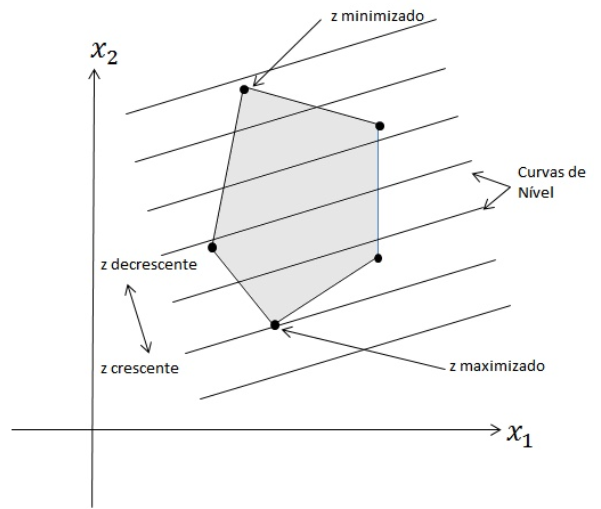 z minimizado
x₂
Curvas de
Nível
z decrescente
z crescente
z maximizado
x₁